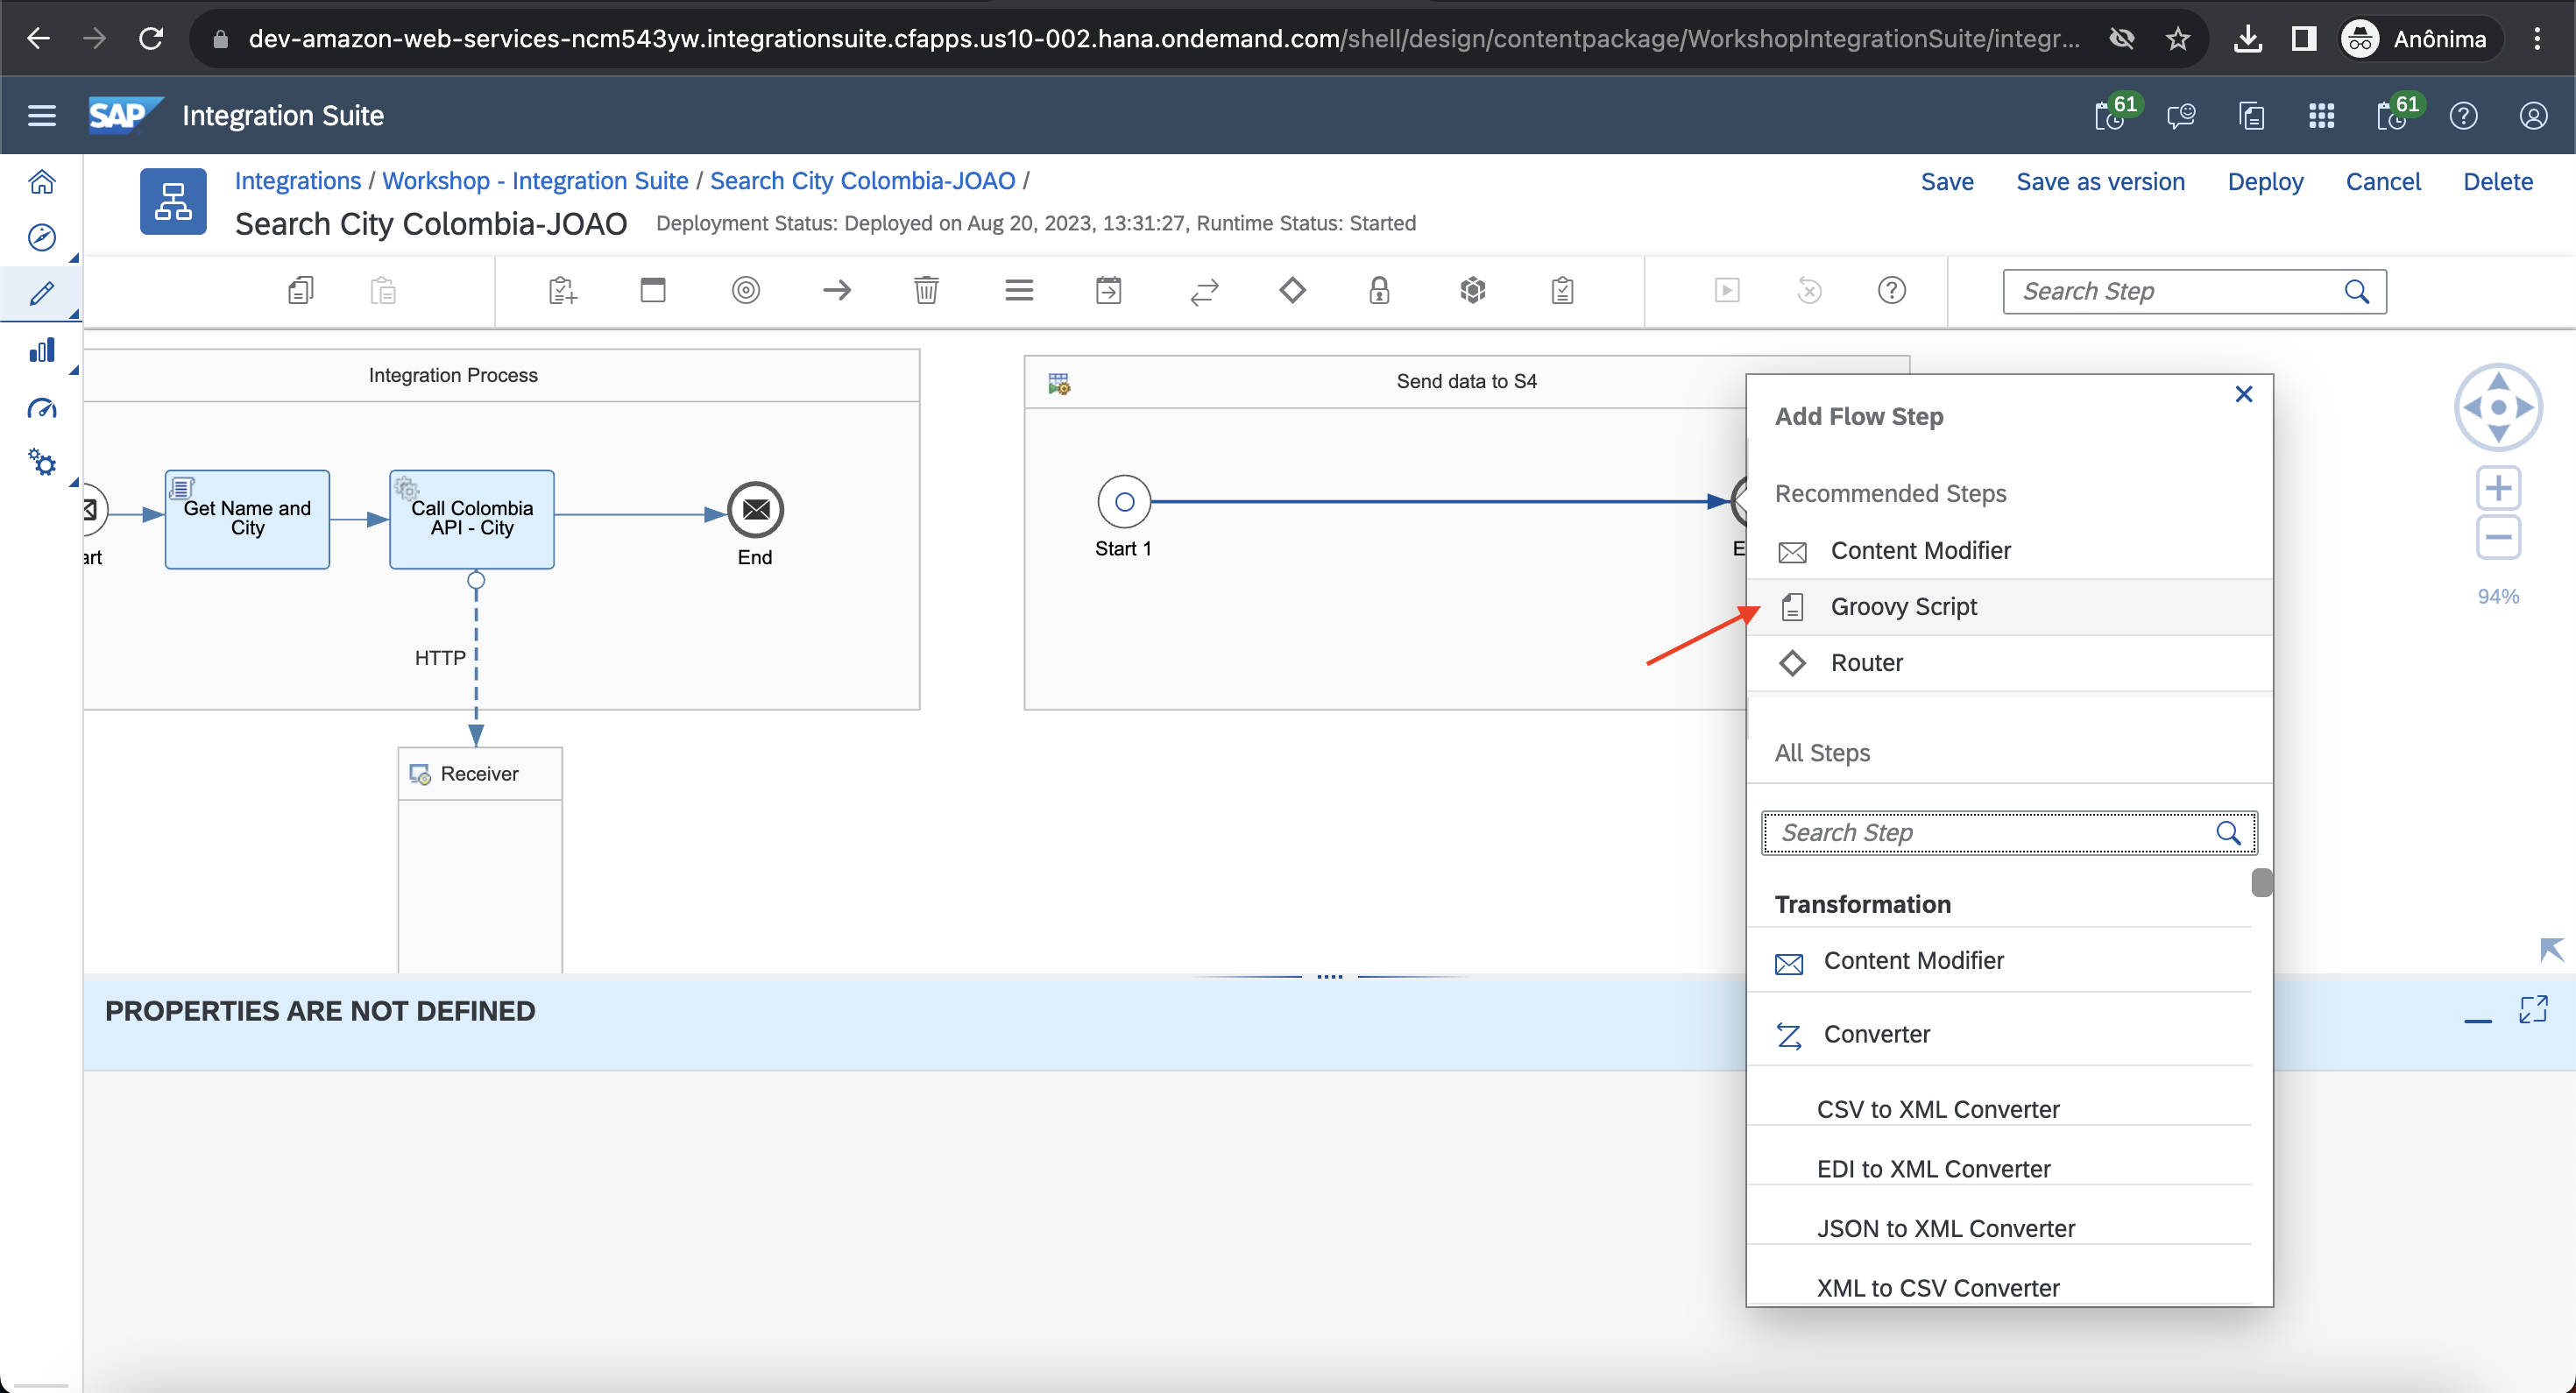 dev-amazon-web-services-ncm543yw.integrationsuite.cfapps.us10-002.hana.ondemand.com/shell/design/contentpackage/WorkshopIntegrationSuite/integr...
Anônima
SAP Integration Suite
61
61
Integrations / Workshop - Integration Suite / Search City Colombia-JOAO /
Save
Save as version
Deploy
Cancel
Delete
Search City Colombia-JOAO
Deployment Status: Deployed on Aug 20, 2023, 13:31:27, Runtime Status: Started
Search Step
Integration Process
art
Get Name and
City
Call Colombia
API - City
End
HTTP
Receiver
Send data to S4
Start 1
E
Add Flow Step
Recommended Steps
Content Modifier
Groovy Script
Router
All Steps
Search Step
Transformation
Content Modifier
Converter
CSV to XML Converter
EDI to XML Converter
JSON to XML Converter
XML to CSV Converter
94%
PROPERTIES ARE NOT DEFINED